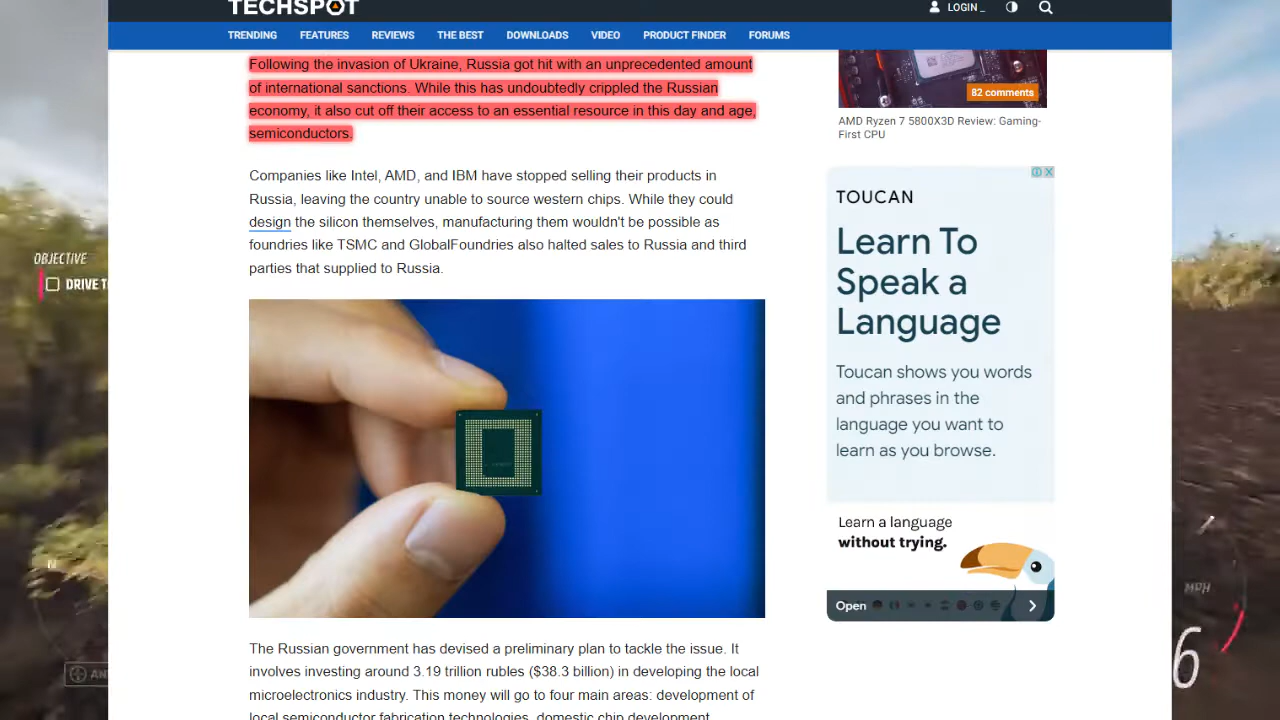 TECHSPOT
LOGIN _
TRENDING FEATURES REVIEWS THE BEST DOWNLOADS VIDEO PRODUCT FINDER FORUMS
Following the invasion of Ukraine, Russia got hit with an unprecedented amount
of international sanctions. While this has undoubtedly crippled the Russian
economy, it also cut off their access to an essential resource in this day and age,
semiconductors.
Companies like Intel, AMD, and IBM have stopped selling their products in
Russia, leaving the country unable to source western chips. While they could
design the silicon themselves, manufacturing them wouldn't be possible as
foundries like TSMC and GlobalFoundries also halted sales to Russia and third
parties that supplied to Russia.
The Russian government has devised a preliminary plan to tackle the issue. It
involves investing around 3.19 trillion rubles ($38.3 billion) in developing the local
microelectronics industry. This money will go to four main areas: development of
local semiconductor fabrication technologies, domestic chip development,
82 comments
AMD Ryzen 7 5800X3D Review: Gaming-
First CPU
TOUCAN
Learn To
Speak a
Language
Toucan shows you words
and phrases in the
language you want to
learn as you browse.
Learn a language
without trying.
Open
OBJECTIVE
DRIVE T
AN
N
MPH
6